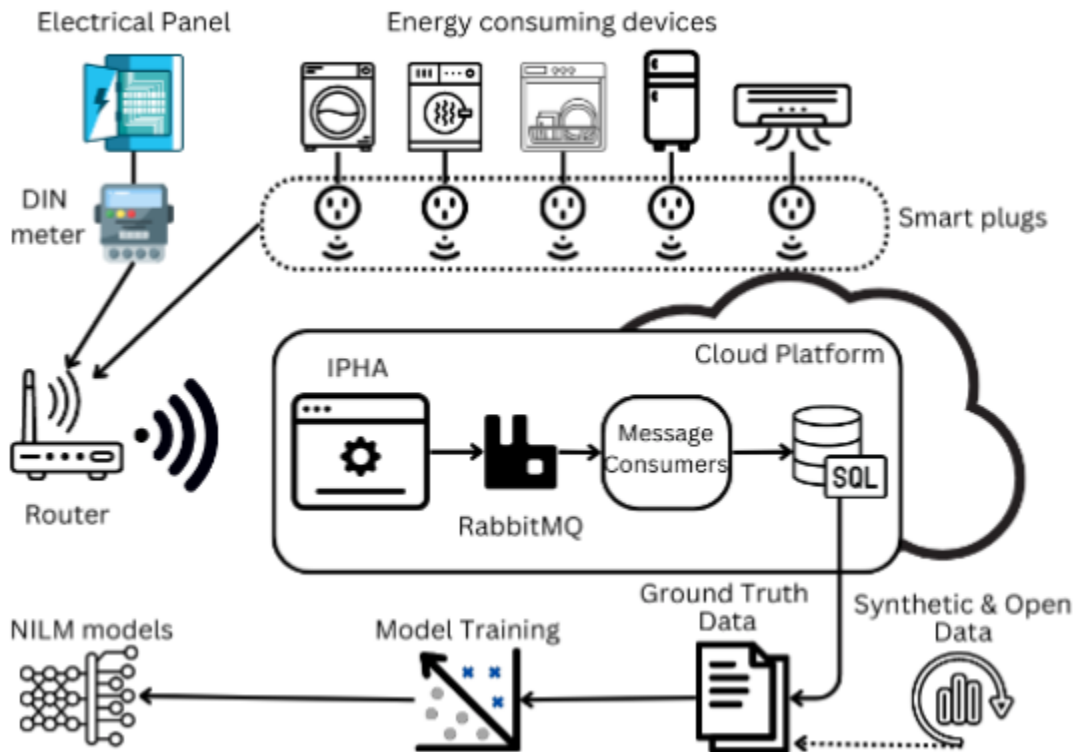 Electrical Panel
Energy consuming devices
DIN
meter
Smart plugs
Cloud Platform
IPHA
Message
Consumers
SQL
RabbitMQ
Router
Ground Truth
Data
Synthetic & Open
Data
Model Training
NILM models